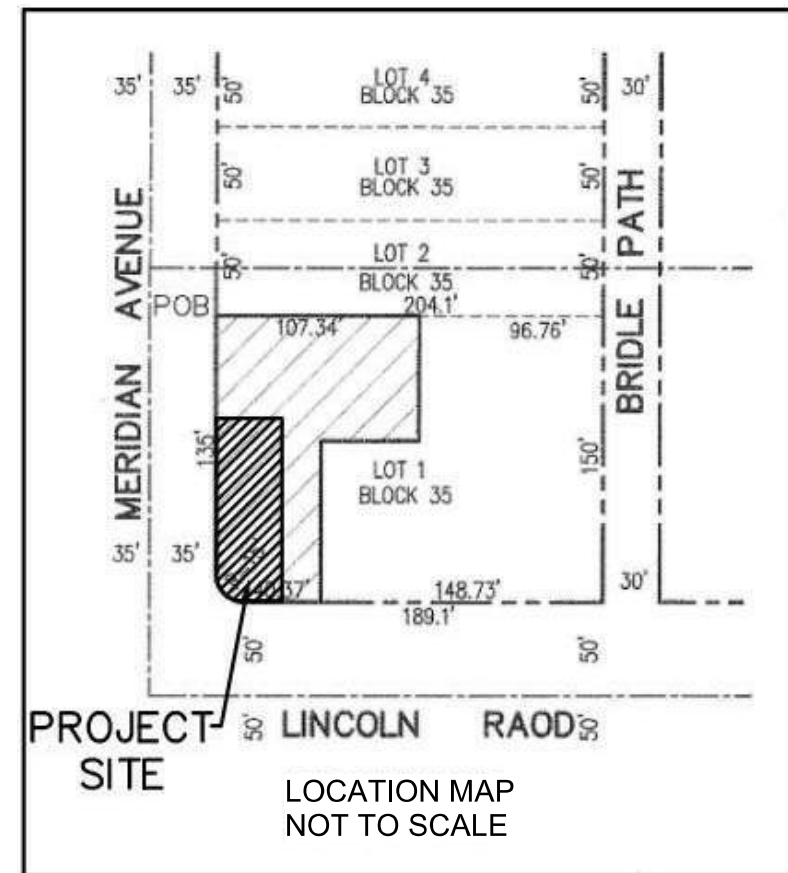 35' 35' 50' LOT 4 50' 30'
BLOCK 35
50' LOT 3 50'
BLOCK 35
MERIDIAN AVENUE
BRIDLE PATH
50' LOT 2 50'
BLOCK 35
POB 204.1'
107.34' 96.76'
135' LOT 1 150'
BLOCK 35
35' 35' 30'
148.73'
189.1'
50' 50'
PROJECT 50' LINCOLN RAOD 50'
SITE
LOCATION MAP
NOT TO SCALE